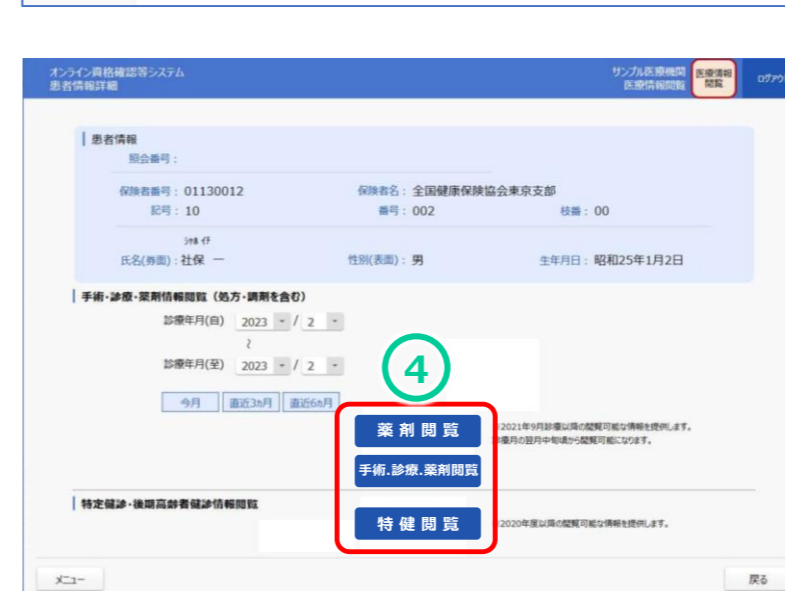 オンライン資格確認等システム
患者情報詳細
サンプル医療機関
医療情報閲覧
医療情報
閲覧
ログアウ
患者情報
照会番号：
保険者番号：01130012
保険者名：全国健康保険協会東京支部
記号：10
番号：002
枝番：00
ｼｬﾎ ｲﾁ
氏名(券面)：社保 一
性別(表面)：男
生年月日：昭和25年1月2日
手術･診療･薬剤情報閲覧（処方･調剤を含む）
診療年月(自) 2023 / 2
～
診療年月(至) 2023 / 2
4
今月 直近3カ月 直近6カ月
薬 剤 閲 覧
2021年9月診療以降の閲覧可能な情報を提供します。
診療月の翌月中旬頃から閲覧可能になります。
手術.診療.薬剤閲覧
特定健診･後期高齢者健診情報閲覧
特 健 閲 覧
2020年度以降の閲覧可能な情報を提供します。
メニュー
戻る